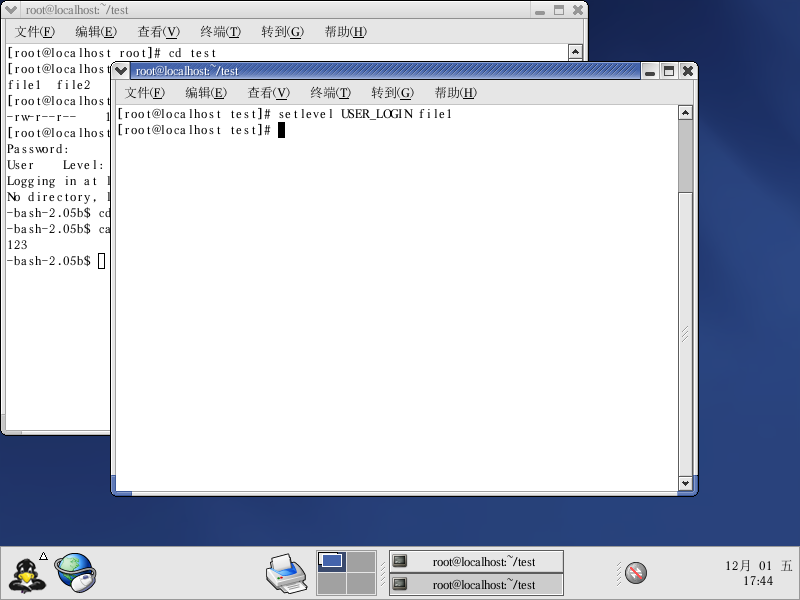 root@localhost:~/test
文件(F) 编辑(E) 查看(V) 终端(T) 转到(G) 帮助(H)
[root@localhost root]# cd test
[root@localhost
file1 file2
[root@localhost
-rw-r--r-- 1
[root@localhost
Password:
User Level:
Logging in at l
No directory, l
-bash-2.05b$ cd
-bash-2.05b$ ca
123
-bash-2.05b$
root@localhost:~/test
文件(F) 编辑(E) 查看(V) 终端(T) 转到(G) 帮助(H)
[root@localhost test]# setlevel USER_LOGIN file1
[root@localhost test]#
root@localhost:~/test
root@localhost:~/test
12月 01 五
17:44